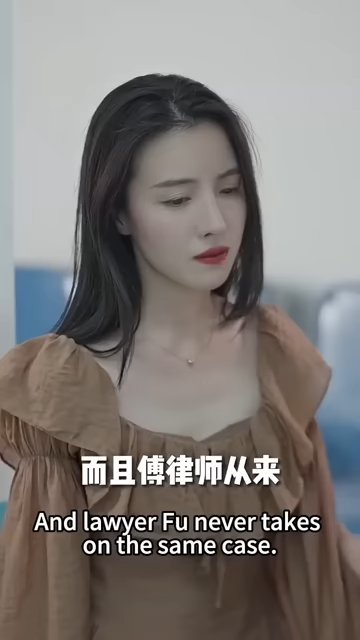 而且傅律师从来
And lawyer Fu never takes
on the same case.